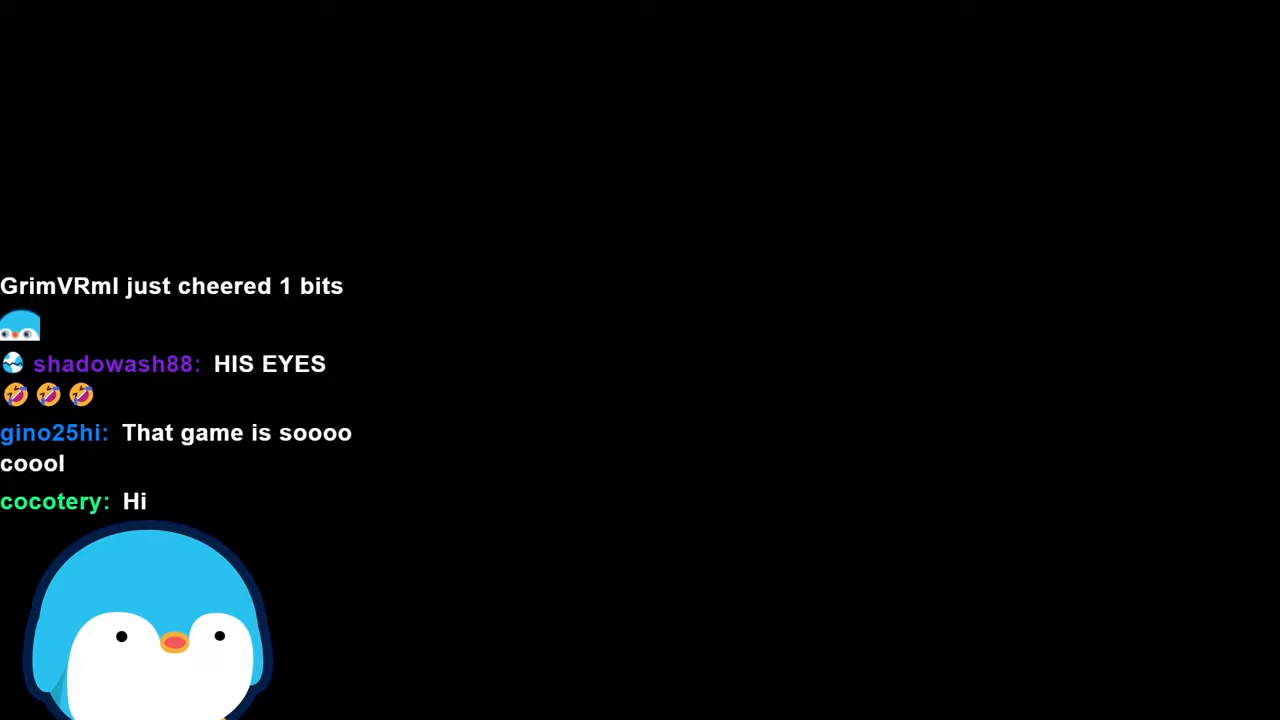 GrimVRml just cheered 1 bits
shadowash88: HIS EYES
🤣 🤣 🤣
gino25hi: That game is soooo
coool
cocotery: Hi